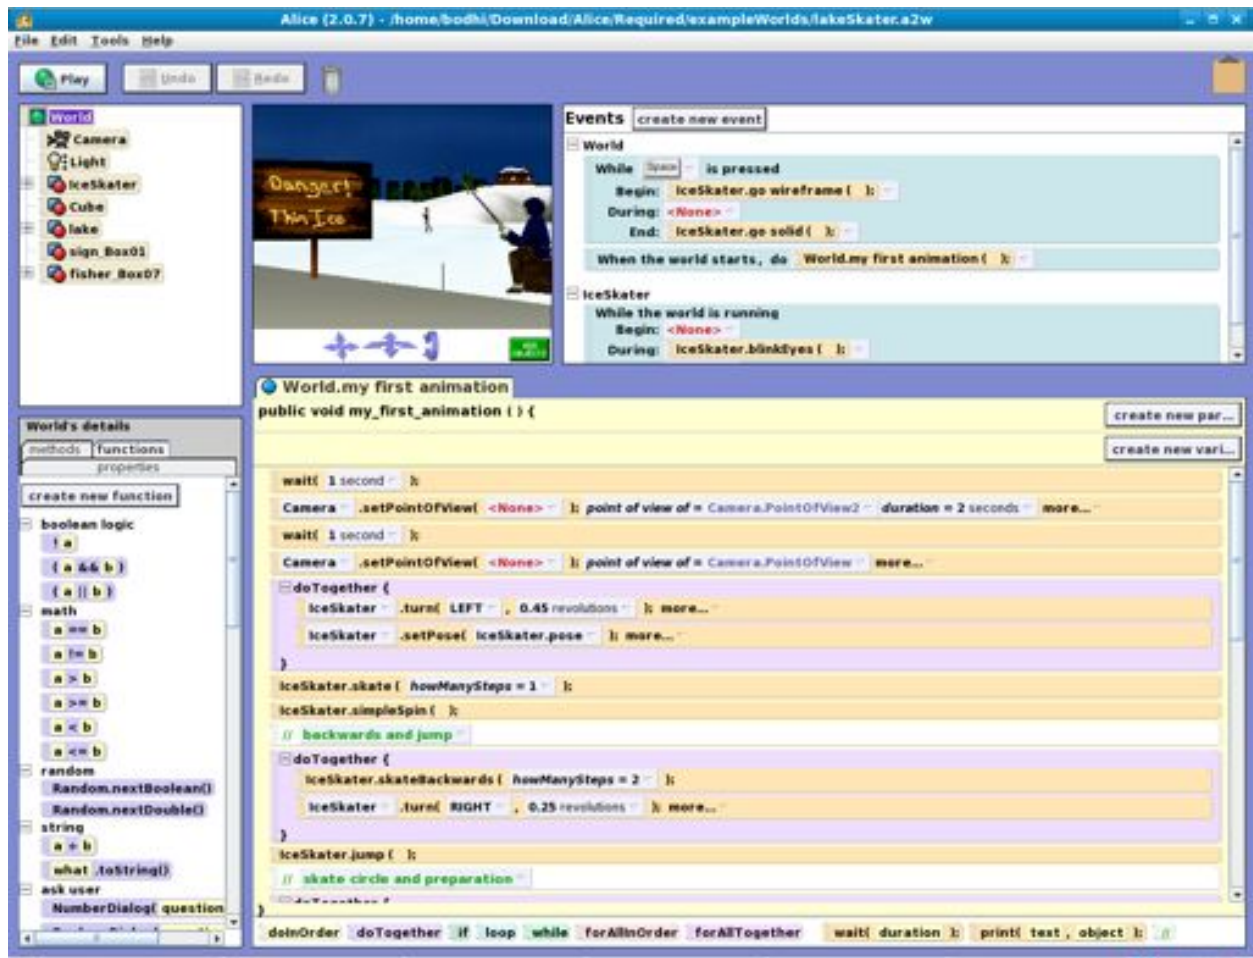 Alice (2.0.7) - /home/bodhi/Download/Alice/Required/exampleWorlds/lakeSkater.a2w
File Edit Tools Help
Play Undo Redo
World
Camera
Light
IceSkater
Cube
lake
sign_Box01
fisher_Box07
Danger!
Thin Ice
ADD OBJECTS
Events create new event
World
While Space is pressed
Begin: IceSkater.go wireframe ( );
During: <None>
End: IceSkater.go solid ( );
When the world starts, do World.my first animation ( );
IceSkater
While the world is running
Begin: <None>
During: IceSkater.blinkEyes ( );
World's details
methods functions
properties
create new function
boolean logic
! a
( a && b )
( a || b )
math
a == b
a != b
a > b
a >= b
a < b
a <= b
random
Random.nextBoolean()
Random.nextDouble()
string
a + b
what .toString()
ask user
NumberDialog( question
World.my first animation
public void my_first_animation ( ) {
create new par...
create new vari...
wait( 1 second );
Camera .setPointOfView( <None> ); point of view of = Camera.PointOfView2 duration = 2 seconds more...
wait( 1 second );
Camera .setPointOfView( <None> ); point of view of = Camera.PointOfView more...
doTogether {
IceSkater .turn( LEFT , 0.45 revolutions ); more...
IceSkater .setPose( IceSkater.pose ); more...
}
IceSkater.skate ( howManySteps = 1 );
IceSkater.simpleSpin ( );
// backwards and jump
doTogether {
IceSkater.skateBackwards ( howManySteps = 2 );
IceSkater .turn( RIGHT , 0.25 revolutions ); more...
}
IceSkater.jump ( );
// skate circle and preparation
doTogether {
}
doInOrder doTogether if loop while forAllInOrder forAllTogether wait( duration ); print( text , object ); //